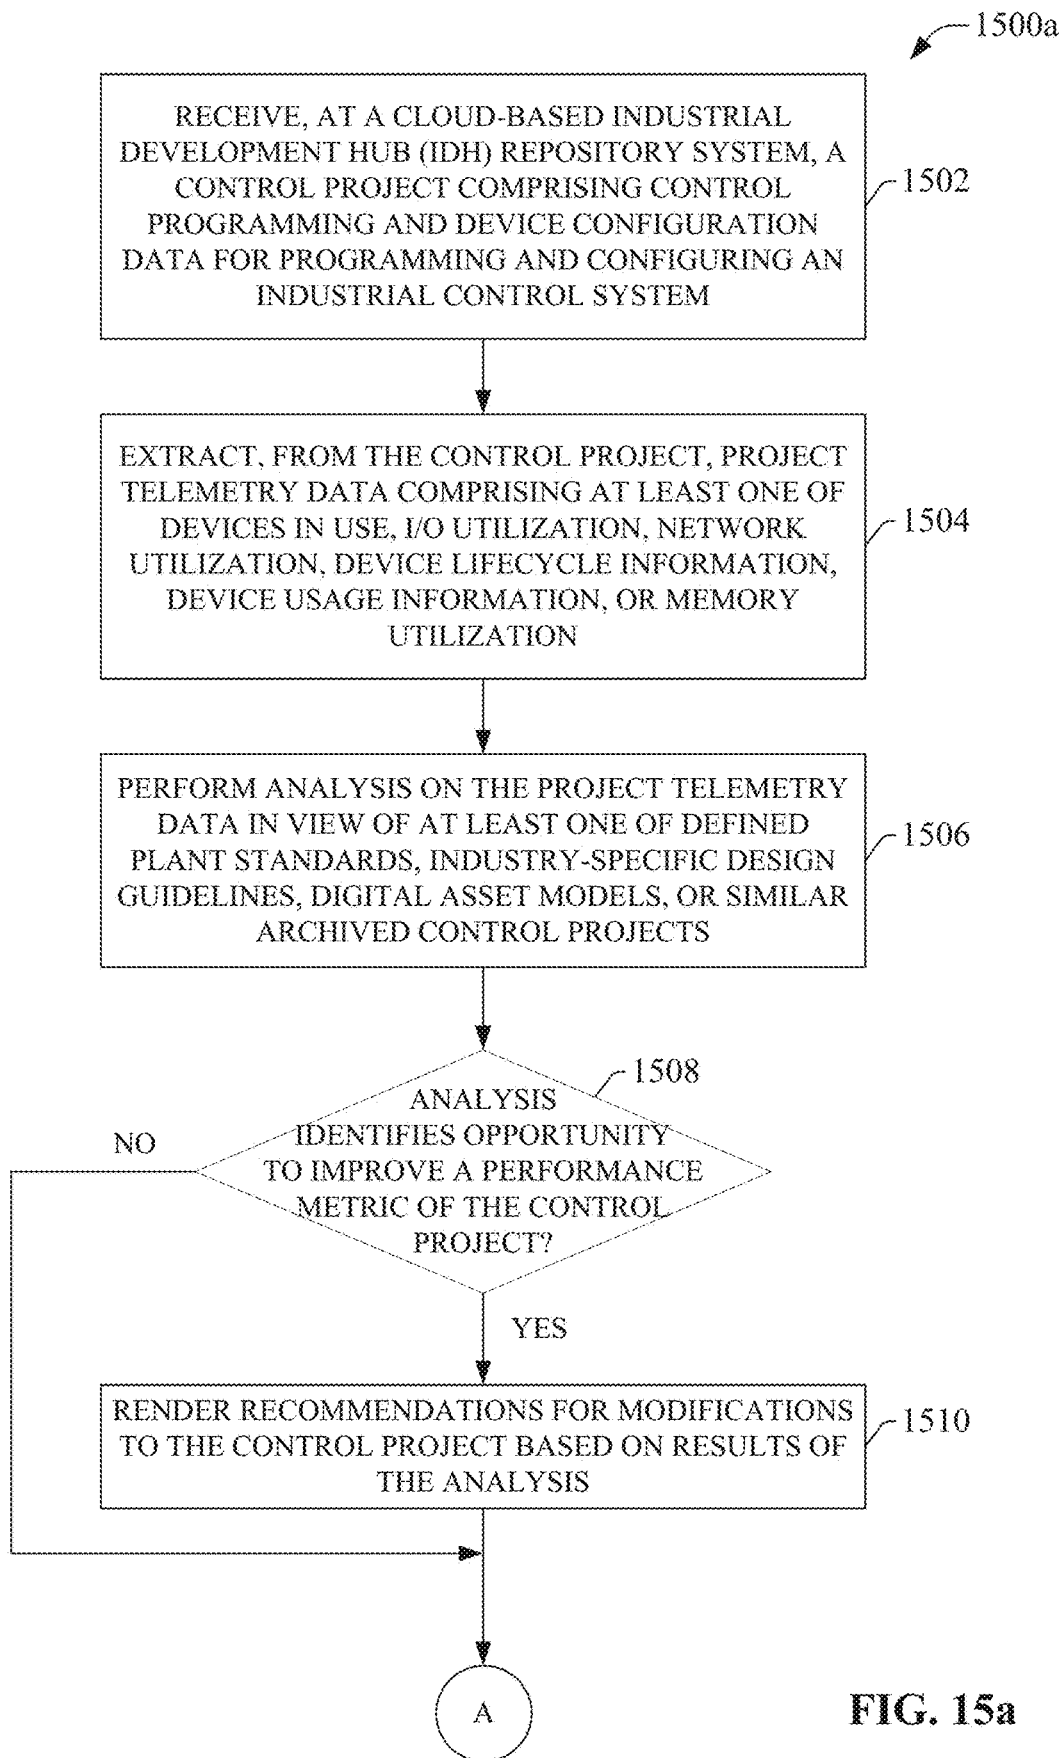 1500a
RECEIVE, AT A CLOUD-BASED INDUSTRIAL
DEVELOPMENT HUB (IDH) REPOSITORY SYSTEM, A
CONTROL PROJECT COMPRISING CONTROL
PROGRAMMING AND DEVICE CONFIGURATION
DATA FOR PROGRAMMING AND CONFIGURING AN
INDUSTRIAL CONTROL SYSTEM
1502
EXTRACT, FROM THE CONTROL PROJECT, PROJECT
TELEMETRY DATA COMPRISING AT LEAST ONE OF
DEVICES IN USE, I/O UTILIZATION, NETWORK
UTILIZATION, DEVICE LIFECYCLE INFORMATION,
DEVICE USAGE INFORMATION, OR MEMORY
UTILIZATION
1504
PERFORM ANALYSIS ON THE PROJECT TELEMETRY
DATA IN VIEW OF AT LEAST ONE OF DEFINED
PLANT STANDARDS, INDUSTRY-SPECIFIC DESIGN
GUIDELINES, DIGITAL ASSET MODELS, OR SIMILAR
ARCHIVED CONTROL PROJECTS
1506
1508
ANALYSIS
IDENTIFIES OPPORTUNITY
TO IMPROVE A PERFORMANCE
METRIC OF THE CONTROL
PROJECT?
NO
YES
RENDER RECOMMENDATIONS FOR MODIFICATIONS
TO THE CONTROL PROJECT BASED ON RESULTS OF
THE ANALYSIS
1510
A
FIG. 15a